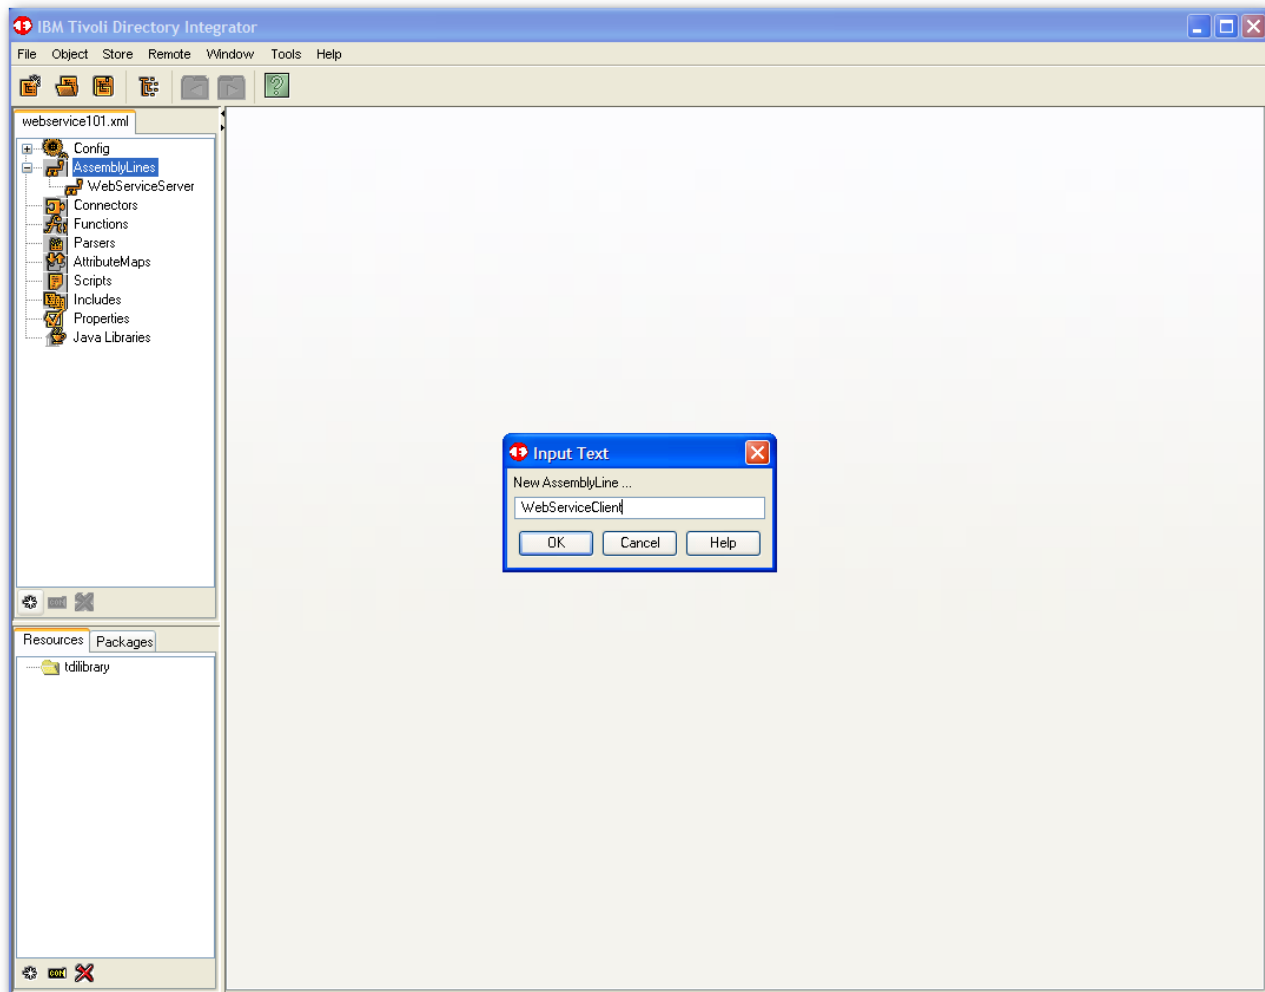 IBM Tivoli Directory Integrator
File Object Store Remote Window Tools Help
webservice101.xml
Config
AssemblyLines
WebServiceServer
Connectors
Functions
Parsers
AttributeMaps
Scripts
Includes
Properties
Java Libraries
Input Text
New AssemblyLine ...
WebServiceClient
OK Cancel Help
Resources Packages
tdilibrary